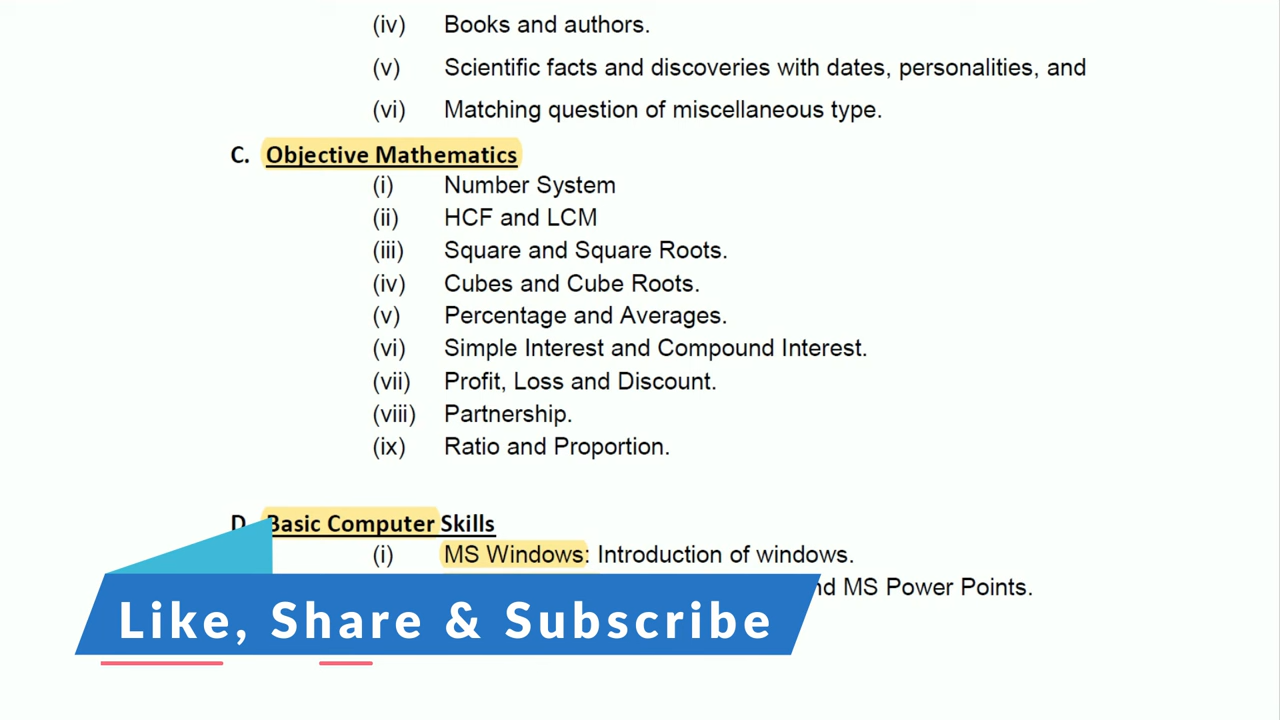 (iv) Books and authors.
(v) Scientific facts and discoveries with dates, personalities, and
(vi) Matching question of miscellaneous type.
C. Objective Mathematics
(i) Number System
(ii) HCF and LCM
(iii) Square and Square Roots.
(iv) Cubes and Cube Roots.
(v) Percentage and Averages.
(vi) Simple Interest and Compound Interest.
(vii) Profit, Loss and Discount.
(viii) Partnership.
(ix) Ratio and Proportion.
D. Basic Computer Skills
(i) MS Windows: Introduction of windows.
MS Power Points.
Like, Share & Subscribe